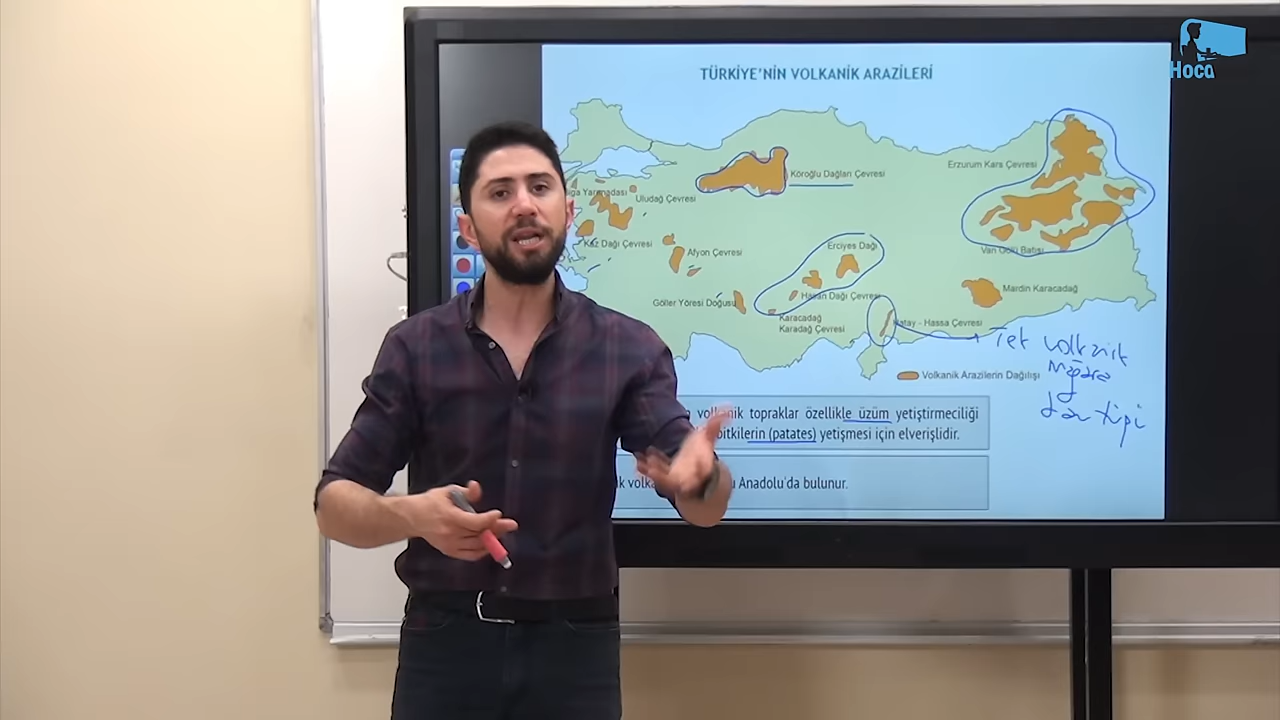 Hoca
TÜRKİYE'NİN VOLKANİK ARAZİLERİ
Erzurum Kars Çevresi
Köroğlu Dağları Çevresi
Uludağ Çevresi
Kaz Dağı Çevresi
Afyon Çevresi
Erciyes Dağı
Van Gölü Batısı
Mardin Karacadağ
Hasan Dağı Çevresi
Göller Yöresi Doğusu
Karacadağ
Karadağ Çevresi
Hatay - Hassa Çevresi
Tek volkanik
Mağara
Volkanik Arazilerin Dağılışı
volkanik topraklar özellikle üzüm yetiştirmeciliği
bitkilerin (patates) yetişmesi için elverişlidir.
Anadolu'da bulunur.